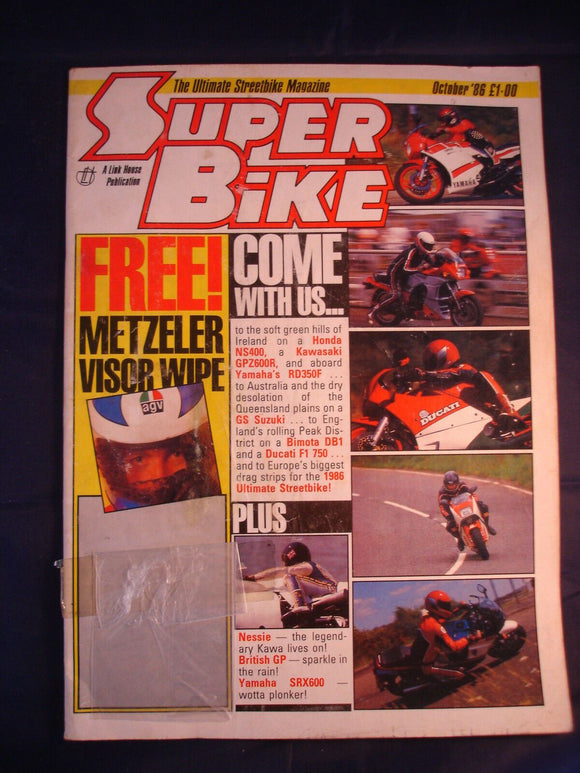 The Ultimate Streetbike Magazine
October '86 £1·00
SUPER
BIKE
A Link House
Publication
FREE!
METZELER
VISOR WIPE
agv
COME
WITH US...
to the soft green hills of
Ireland on a Honda
NS400, a Kawasaki
GPZ600R, and aboard
Yamaha's RD350F ...
to Australia and the dry
desolation of the
Queensland plains on a
GS Suzuki ... to Eng-
land's rolling Peak Dis-
trict on a Bimota DB1
and a Ducati F1 750 ...
and to Europe's biggest
drag strips for the 1986
Ultimate Streetbike!
PLUS
Nessie — the legend-
ary Kawa lives on!
British GP — sparkle in
the rain!
Yamaha SRX600 —
wotta plonker!
YAMAHA
DUCATI